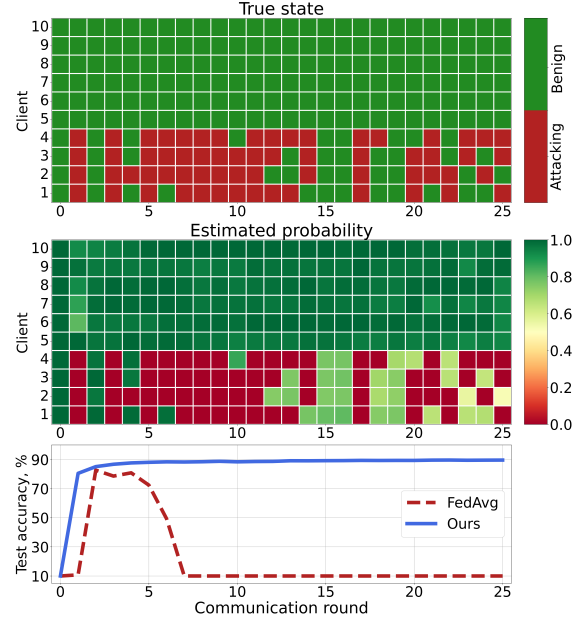 True state
Client
10
9
8
7
6
5
4
3
2
1
0 5 10 15 20 25
Benign
Attacking
Estimated probability
Client
10
9
8
7
6
5
4
3
2
1
0 5 10 15 20 25
1.0
0.8
0.6
0.4
0.2
0.0
Test accuracy, %
90
70
50
30
10
FedAvg
Ours
0 5 10 15 20 25
Communication round